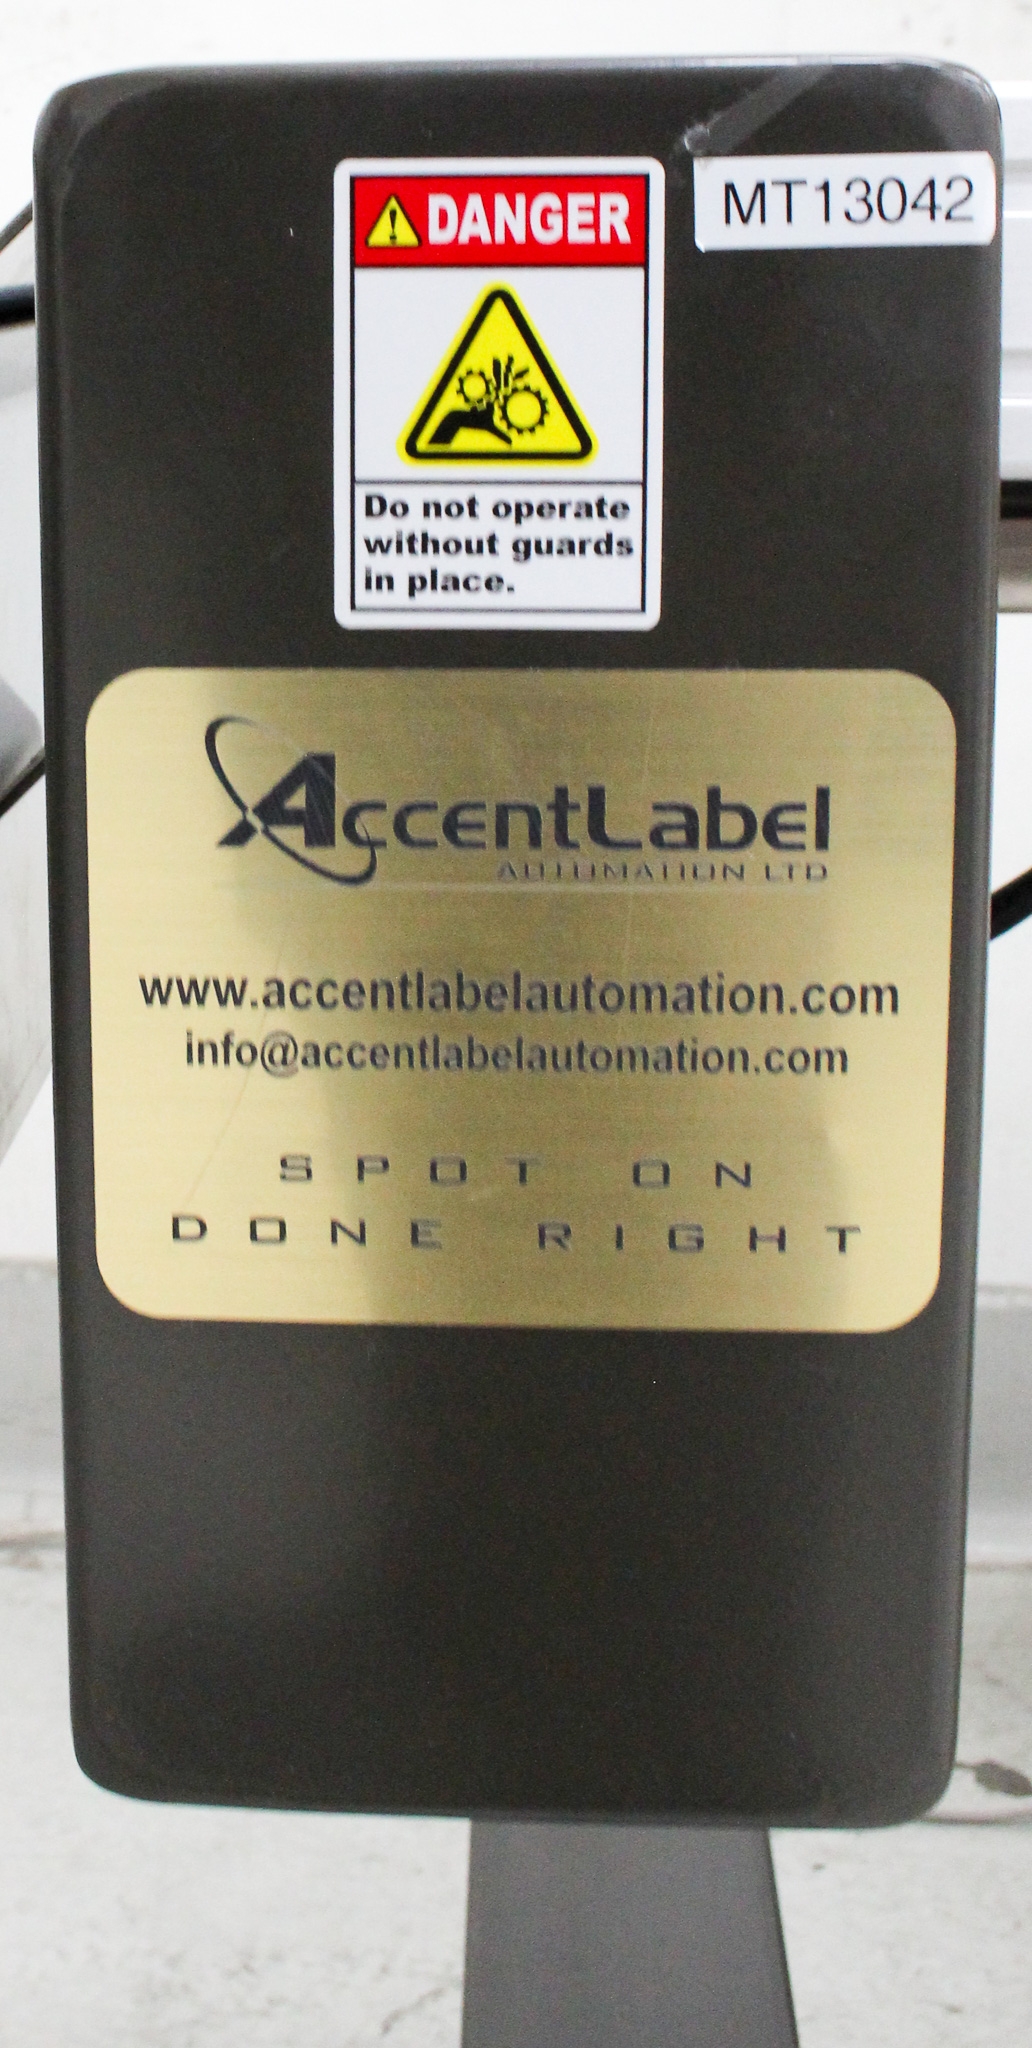 DANGER
MT13042
Do not operate
without guards
in place.
AccentLabel
AUTOMATION LTD
www.accentlabelautomation.com
info@accentlabelautomation.com
SPOT ON
DONE RIGHT